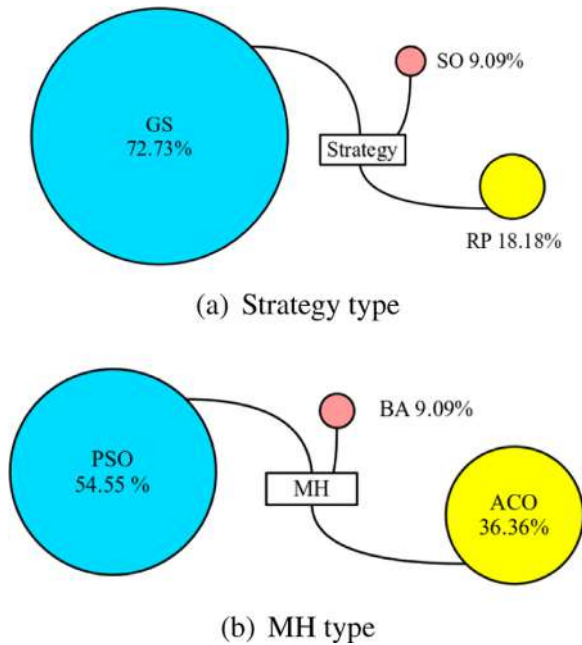 GS
72.73%
SO 9.09%
Strategy
RP 18.18%
(a) Strategy type
PSO
54.55 %
BA 9.09%
MH
ACO
36.36%
(b) MH type